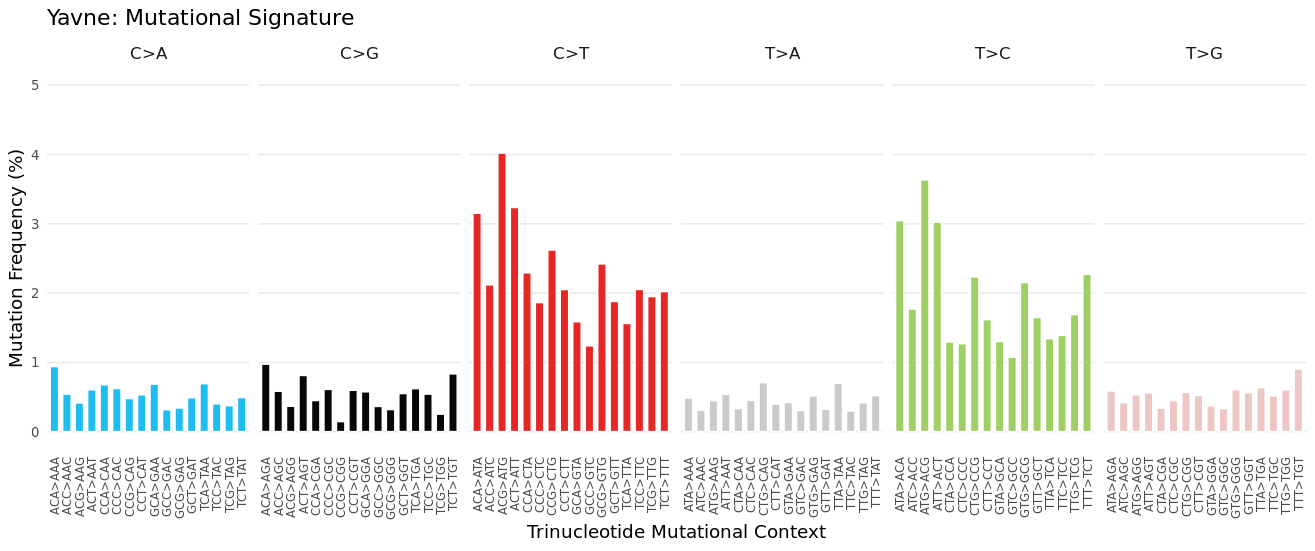 Yavne: Mutational Signature
C>A
C>G
C>T
T>A
T>C
T>G
Mutation Frequency (%)
5
4
3
2
1
0
ACA>AAA
ACC>AAC
ACG>AAG
ACT>AAT
CCA>CAA
CCC>CAC
CCG>CAG
CCT>CAT
GCA>GAA
GCC>GAC
GCG>GAG
GCT>GAT
TCA>TAA
TCC>TAC
TCG>TAG
TCT>TAT
ACA>AGA
ACC>AGC
ACG>AGG
ACT>AGT
CCA>CGA
CCC>CGC
CCG>CGG
CCT>CGT
GCA>GGA
GCC>GGC
GCG>GGG
GCT>GGT
TCA>TGA
TCC>TGC
TCG>TGG
TCT>TGT
ACA>ATA
ACC>ATC
ACG>ATG
ACT>ATT
CCA>CTA
CCC>CTC
CCG>CTG
CCT>CTT
GCA>GTA
GCC>GTC
GCG>GTG
GCT>GTT
TCA>TTA
TCC>TTC
TCG>TTG
TCT>TTT
ATA>AAA
ATC>AAC
ATG>AAG
ATT>AAT
CTA>CAA
CTC>CAC
CTG>CAG
CTT>CAT
GTA>GAA
GTC>GAC
GTG>GAG
GTT>GAT
TTA>TAA
TTC>TAC
TTG>TAG
TTT>TAT
ATA>ACA
ATC>ACC
ATG>ACG
ATT>ACT
CTA>CCA
CTC>CCC
CTG>CCG
CTT>CCT
GTA>GCA
GTC>GCC
GTG>GCG
GTT>GCT
TTA>TCA
TTC>TCC
TTG>TCG
TTT>TCT
ATA>AGA
ATC>AGC
ATG>AGG
ATT>AGT
CTA>CGA
CTC>CGC
CTG>CGG
CTT>CGT
GTA>GGA
GTC>GGC
GTG>GGG
GTT>GGT
TTA>TGA
TTC>TGC
TTG>TGG
TTT>TGT
Trinucleotide Mutational Context